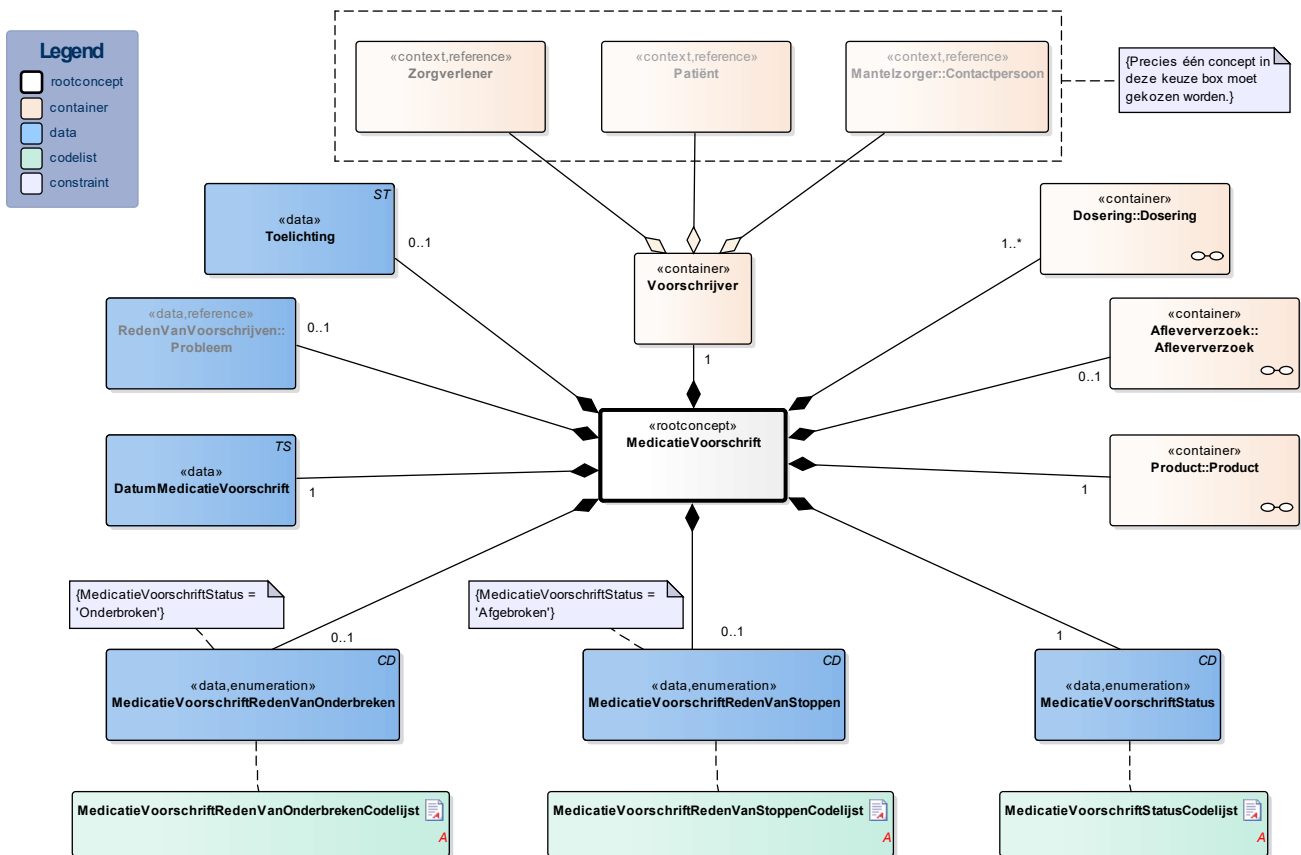 Legend
rootconcept
container
data
codelist
constraint
«context,reference»
Zorgverlener
«context,reference»
Patiënt
«context,reference»
Mantelzorger::Contactpersoon
{Precies één concept in
deze keuze box moet
gekozen worden.}
ST
«data»
Toelichting
0..1
«container»
Voorschrijver
1
«container»
Dosering::Dosering
1..*
«data,reference»
RedenVanVoorschrijven::
Probleem
0..1
«container»
Afleververzoek::
Afleververzoek
0..1
«rootconcept»
MedicatieVoorschrift
TS
«data»
DatumMedicatieVoorschrift
1
«container»
Product::Product
1
{MedicatieVoorschriftStatus =
'Onderbroken'}
0..1
{MedicatieVoorschriftStatus =
'Afgebroken'}
0..1
1
CD
«data,enumeration»
MedicatieVoorschriftRedenVanOnderbreken
CD
«data,enumeration»
MedicatieVoorschriftRedenVanStoppen
CD
«data,enumeration»
MedicatieVoorschriftStatus
MedicatieVoorschriftRedenVanOnderbrekenCodelijst
A
MedicatieVoorschriftRedenVanStoppenCodelijst
A
MedicatieVoorschriftStatusCodelijst
A